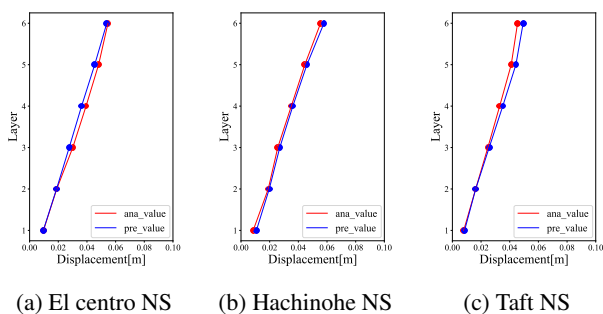 6
5
4
3
2
1
Layer
ana_value
pre_value
0.00 0.02 0.04 0.06 0.08 0.10
Displacement[m]
(a) El centro NS
6
5
4
3
2
1
Layer
ana_value
pre_value
0.00 0.02 0.04 0.06 0.08 0.10
Displacement[m]
(b) Hachinohe NS
6
5
4
3
2
1
Layer
ana_value
pre_value
0.00 0.02 0.04 0.06 0.08 0.10
Displacement[m]
(c) Taft NS